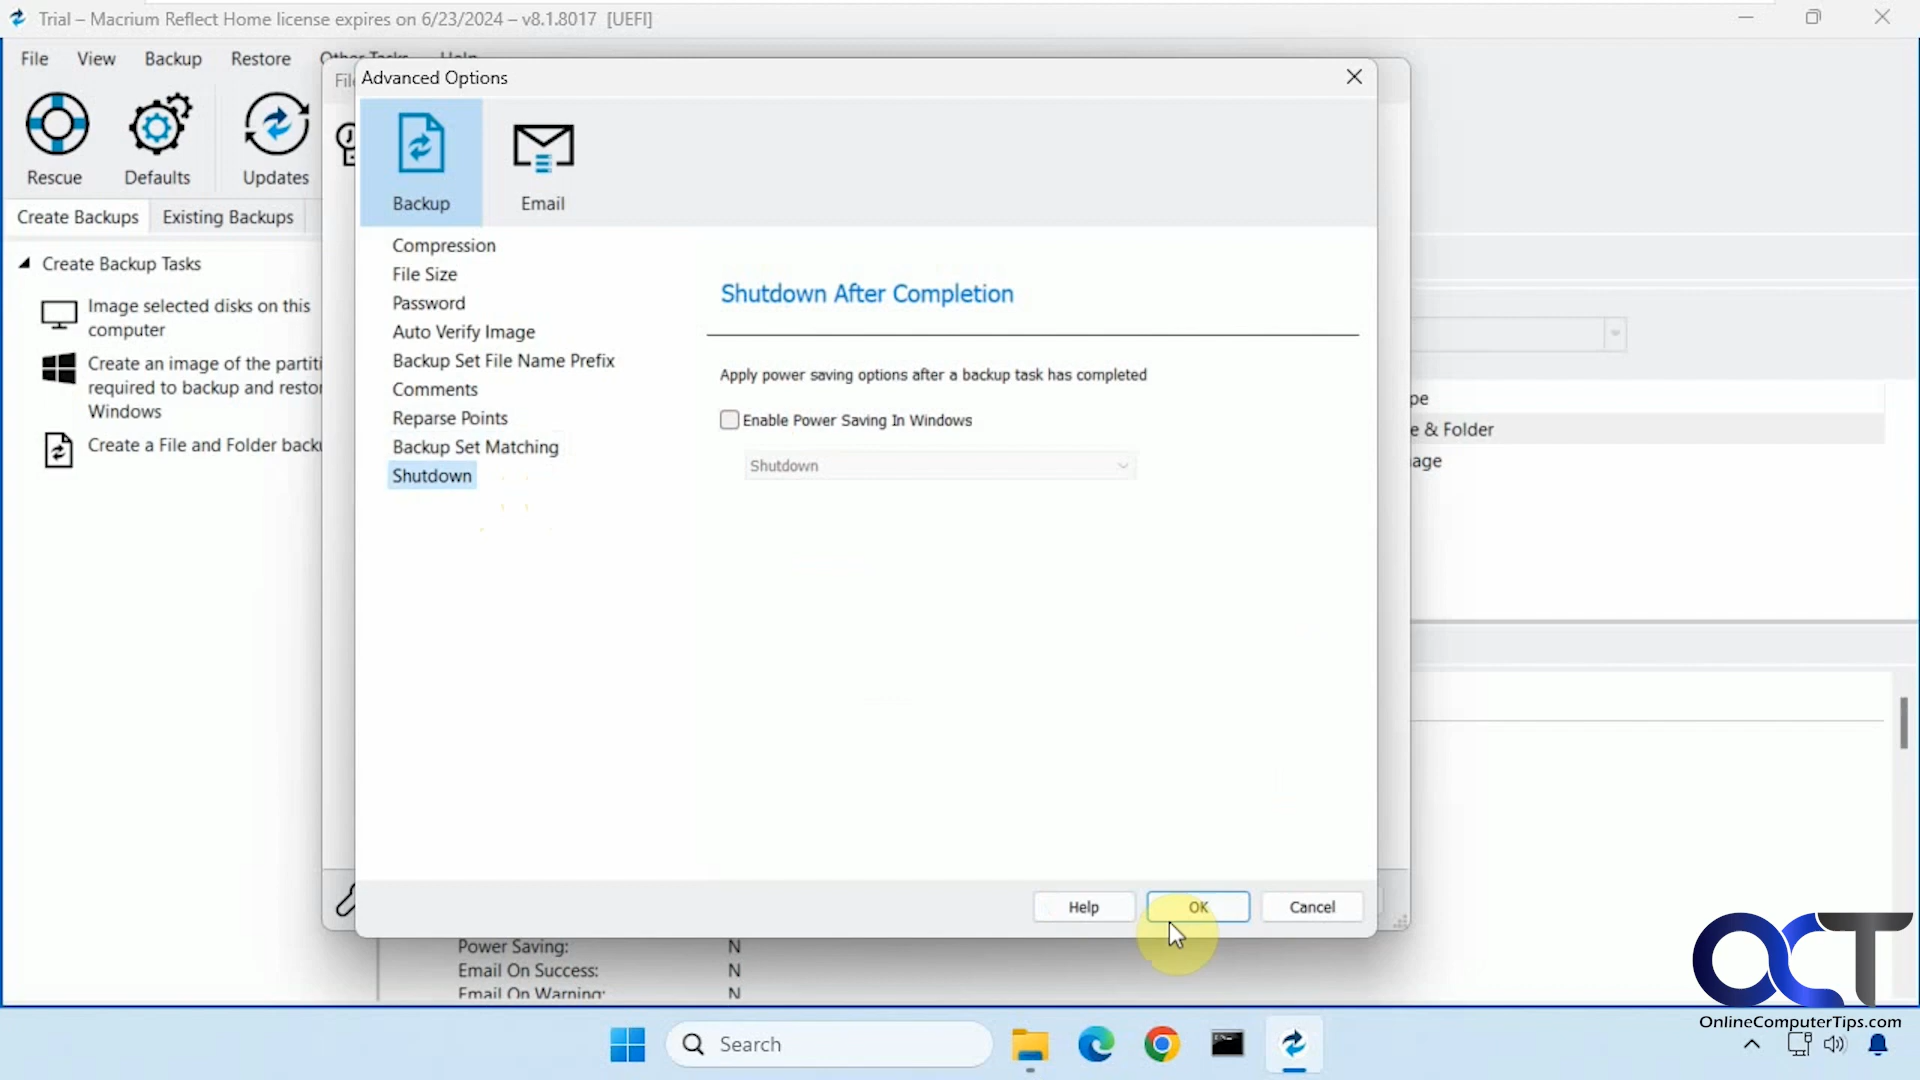 Trial – Macrium Reflect Home license expires on 6/23/2024 – v8.1.8017 [UEFI]
File View Backup Restore Other Tasks Help
Advanced Options
Rescue
Defaults
Updates
Backup
Email
Create Backups
Existing Backups
Create Backup Tasks
Image selected disks on this
computer
Create an image of the partiti
required to backup and restor
Windows
Create a File and Folder backu
Compression
File Size
Password
Auto Verify Image
Backup Set File Name Prefix
Comments
Reparse Points
Backup Set Matching
Shutdown
Shutdown After Completion
Apply power saving options after a backup task has completed
Enable Power Saving In Windows
Shutdown
pe
e & Folder
age
Help
OK
Cancel
Power Saving: N
Email On Success: N
Email On Warning: N
OCT
OnlineComputerTips.com
Search